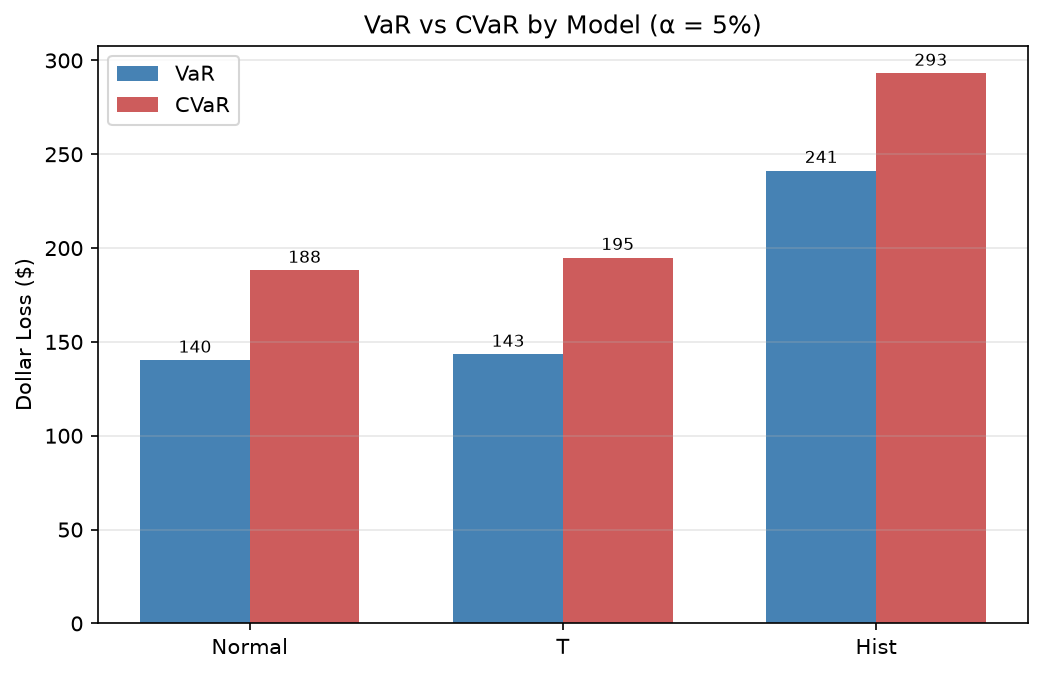 VaR vs CVaR by Model (α = 5%)
VaR
CVaR
Dollar Loss ($)
300
250
200
150
100
50
0
140
188
143
195
241
293
Normal
T
Hist